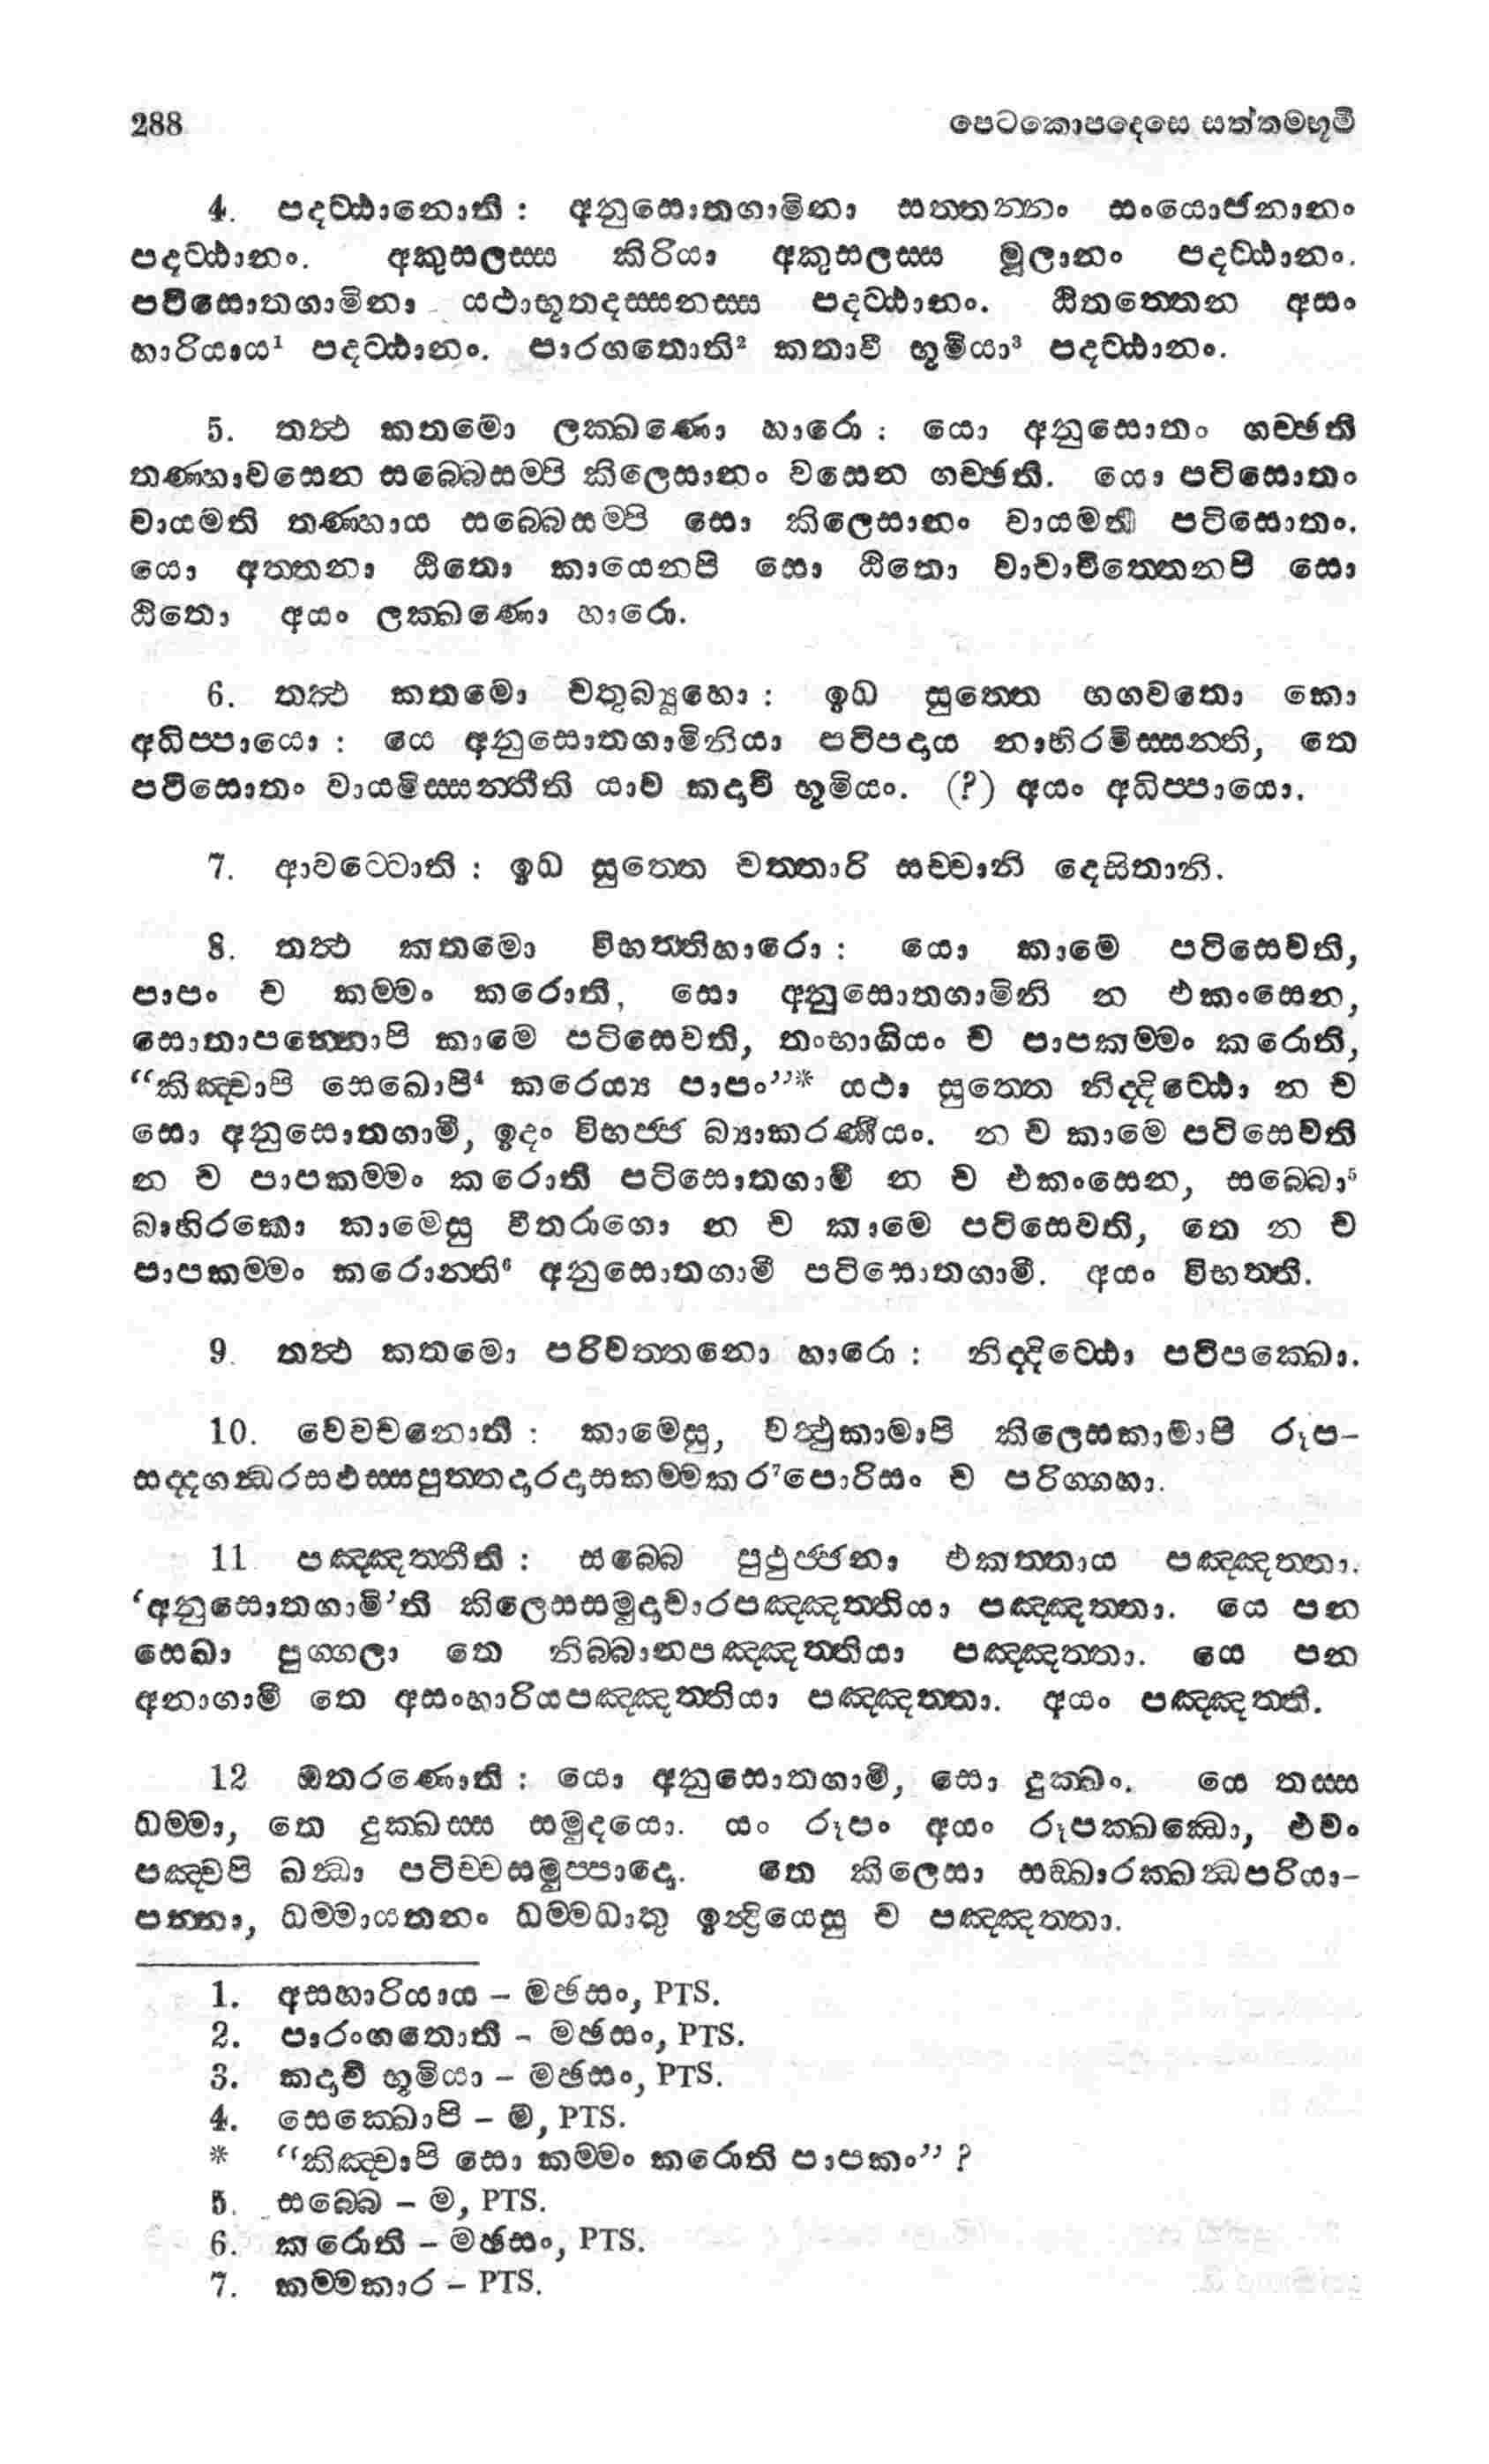 288 පෙටකොපදෙසෙ සත්තමභූමි
4. පදට්ඨානොති : අනුසොතගාමිනා සත්තන්නං සංයොජනානං
පදට්ඨානං. අකුසලස්ස කිරියා අකුසලස්ස මූලානං පදට්ඨානං.
පටිසොතගාමිනා යථාභූතදස්සනස්ස පදට්ඨානං. ඨිතත්තෙන අසං
හාරියාය¹ පදට්ඨානං. පාරගතොති² කතාවී භූමියා³ පදට්ඨානං.
5. තත්ථ කතමො ලක්ඛණො හාරො : යො අනුසොතං ගච්ඡති
තණ්හාවසෙන සබ්බෙසම්පි කිලෙසානං වසෙන ගච්ඡති. යො පටිසොතං
වායමති තණ්හාය සබ්බෙසම්පි සො කිලෙසානං වායමති පටිසොතං.
යො අත්තනා ඨිතො කායෙනපි සො ඨිතො වාචාචිත්තෙනපි සො
ඨිතො අයං ලක්ඛණො හාරො.
6. තත්ථ කතමො චතුබ්‍යූහො : ඉධ සුත්තෙ භගවතො කො
අධිප්පායො : යෙ අනුසොතගාමිනියා පටිපදාය නාභිරමිස්සන්ති, තෙ
පටිසොතං වායමිස්සන්තීති යාව කදාචි භූමියං. (?) අයං අධිප්පායො.
7. ආවට්ටොති : ඉධ සුත්තෙ චත්තාරි සච්චානි දෙසිතානි.
8. තත්ථ කතමො විභත්තිහාරො : යො කාමෙ පටිසෙවති,
පාපං ච කම්මං කරොති, සො අනුසොතගාමිනි න එකංසෙන,
සොතාපන්නොපි කාමෙ පටිසෙවති, තංභාගියං ච පාපකම්මං කරොති,
“කිඤ්චාපි සෙඛොපි⁴ කරෙය්‍ය පාපං”* යථා සුත්තෙ නිද්දිට්ඨො න ච
සො අනුසොතගාමී, ඉදං විභජ්ජ බ්‍යාකරණීයං. න ච කාමෙ පටිසෙවති
න ච පාපකම්මං කරොති පටිසොතගාමී න ච එකංසෙන, සබ්බො⁵
බාහිරකො කාමෙසු වීතරාගො න ච කාමෙ පටිසෙවති, තෙ න ච
පාපකම්මං කරොන්ති⁶ අනුසොතගාමී පටිසොතගාමී. අයං විභත්ති.
9. තත්ථ කතමො පරිවත්තනො හාරො : නිද්දිට්ඨො පටිපක්ඛො.
10. වෙවචනොති : කාමෙසු, වත්ථුකාමාපි කිලෙසකාමාපි රූප-
සද්දගන්ධරසඵස්සපුත්තදාරදාසකම්මකර⁷පොරිසං ච පරිග්ගහා.
11 පඤ්ඤත්තීති : සබ්බෙ පුථුජ්ජනා එකත්තාය පඤ්ඤත්තා.
‘අනුසොතගාමි’ති කිලෙසසමුදාචාරපඤ්ඤත්තියා පඤ්ඤත්තා. යෙ පන
සෙඛා පුග්ගලා තෙ නිබ්බානපඤ්ඤත්තියා පඤ්ඤත්තා. යෙ පන
අනාගාමී තෙ අසංහාරියපඤ්ඤත්තියා පඤ්ඤත්තා. අයං පඤ්ඤත්ති.
12 ඔතරණොති : යො අනුසොතගාමී, සො දුක්ඛං. යෙ තස්ස
ධම්මා, තෙ දුක්ඛස්ස සමුදයො. යං රූපං අයං රූපක්ඛන්ධො, එවං
පඤ්චපි ඛන්ධා පටිච්චසමුප්පාදො. තෙ කිලෙසා සඞ්ඛාරක්ඛන්ධපරියා-
පන්නා, ධම්මායතනං ධම්මධාතු ඉන්ද්‍රියෙසු ච පඤ්ඤත්තා.
1. අසහාරියාය – මඡසං, PTS.
2. පාරංගතොති – මඡසං, PTS.
3. කදාචි භූමියා – මඡසං, PTS.
4. සෙක්ඛොපි – ම, PTS.
* “කිඤ්චාපි සො කම්මං කරොති පාපකං” ?
5. සබ්බෙ – ම, PTS.
6. කරොති – මඡසං, PTS.
7. කම්මකාර – PTS.